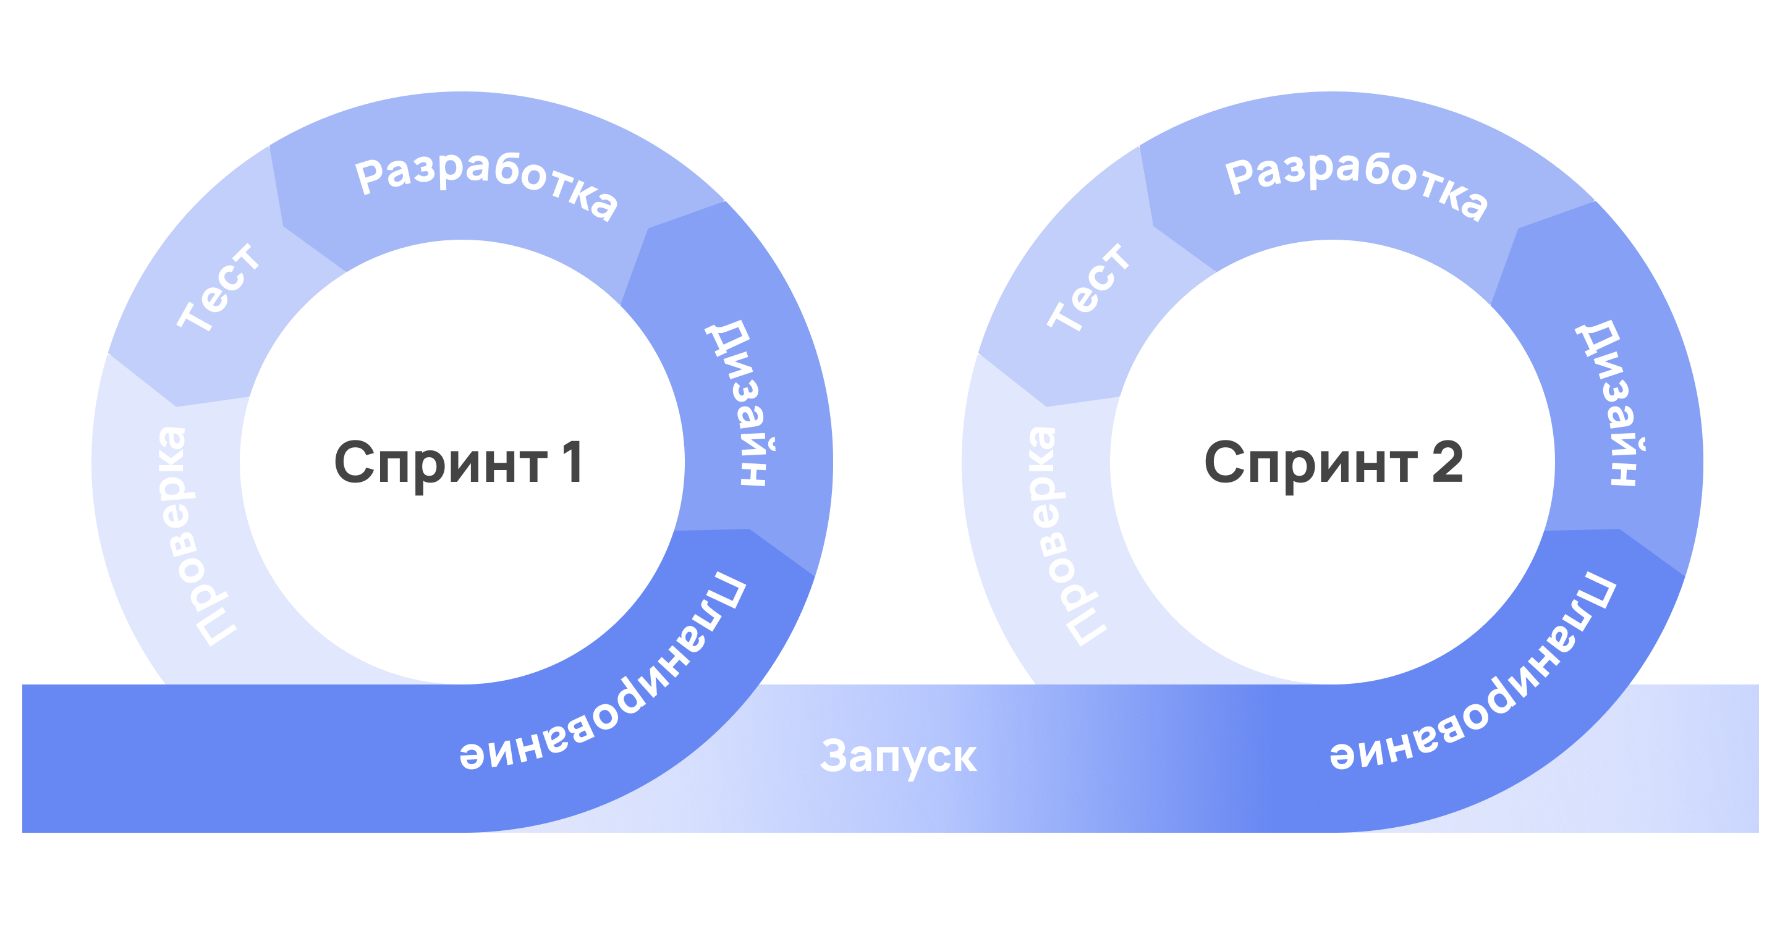 Спринт 1
Планирование
Дизайн
Разработка
Тест
Проверка
Запуск
Спринт 2
Планирование
Дизайн
Разработка
Тест
Проверка